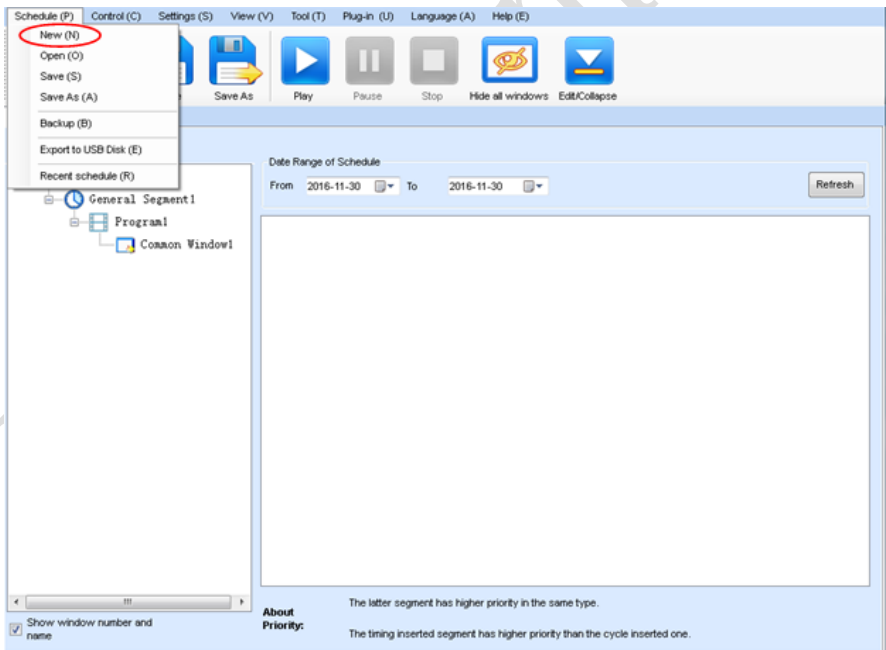 Schedule (P) Control (C) Settings (S) View (V) Tool (T) Plug-in (U) Language (A) Help (E)
New (N)
Open (O)
Save (S)
Save As (A)
Backup (B)
Export to USB Disk (E)
Recent schedule (R)
Save As Play Pause Stop Hide all windows Edit/Collapse
General Segment1
Program1
Common Window1
Date Range of Schedule
From 2016-11-30 To 2016-11-30 Refresh
Show window number and
name
About
Priority:
The latter segment has higher priority in the same type.
The timing inserted segment has higher priority than the cycle inserted one.